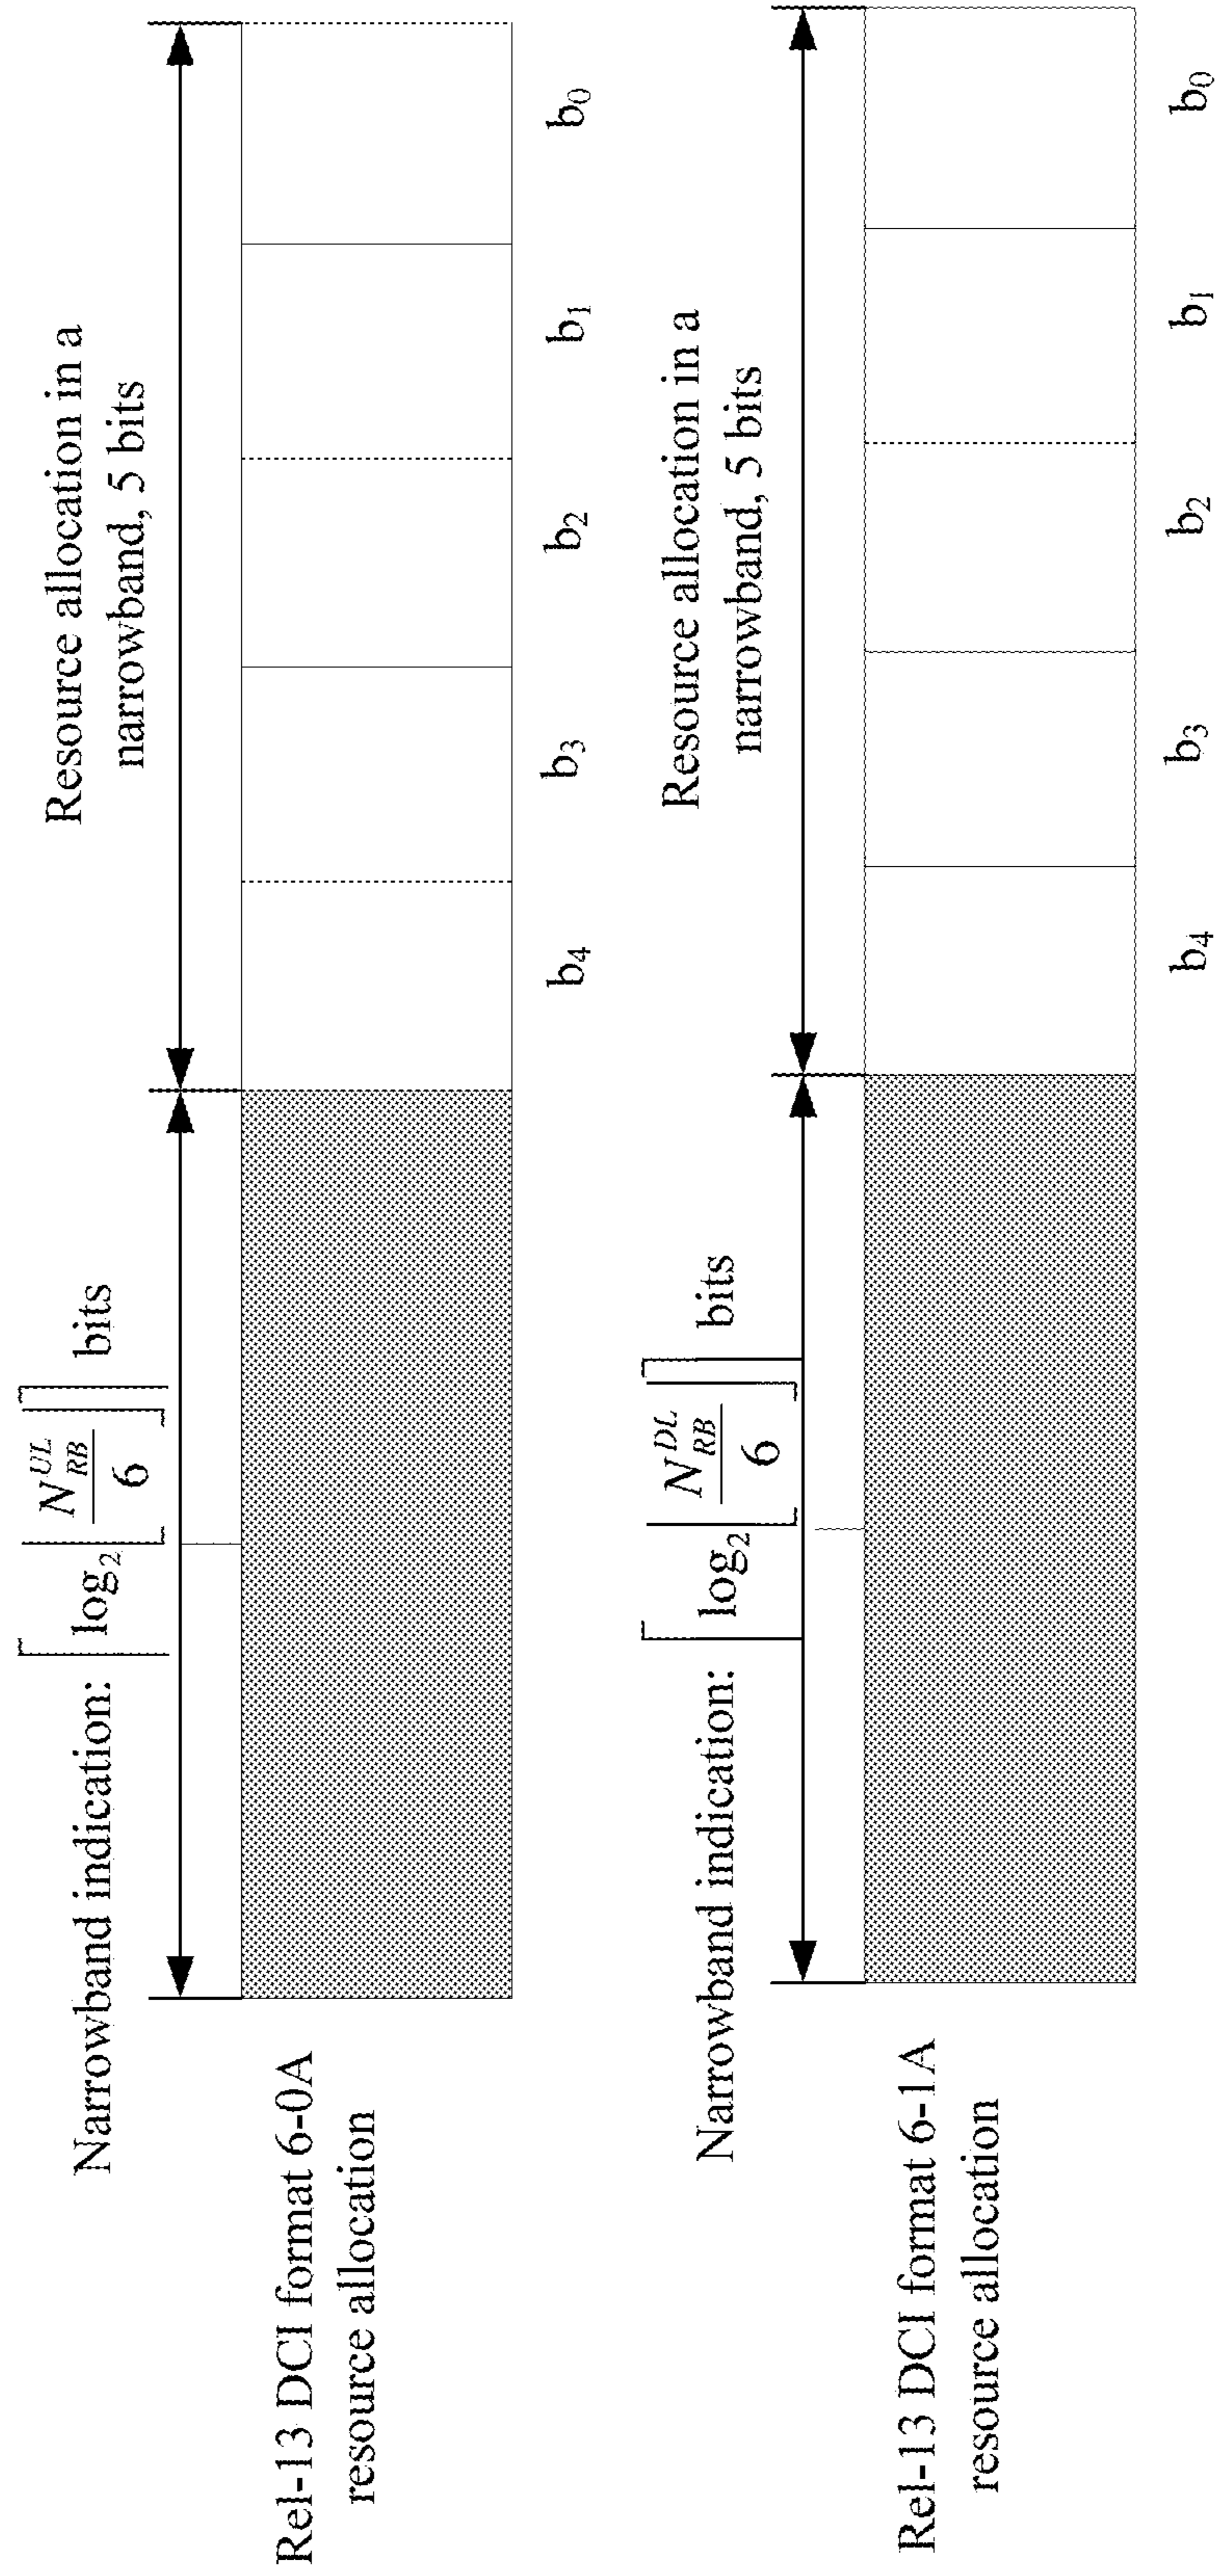 Narrowband indication: ⌈log₂⌊N_RB^UL/6⌋⌉ bits
Resource allocation in a
narrowband, 5 bits
Rel-13 DCI format 6-0A
resource allocation
b₄ b₃ b₂ b₁ b₀
Narrowband indication: ⌈log₂⌊N_RB^DL/6⌋⌉ bits
Resource allocation in a
narrowband, 5 bits
Rel-13 DCI format 6-1A
resource allocation
b₄ b₃ b₂ b₁ b₀